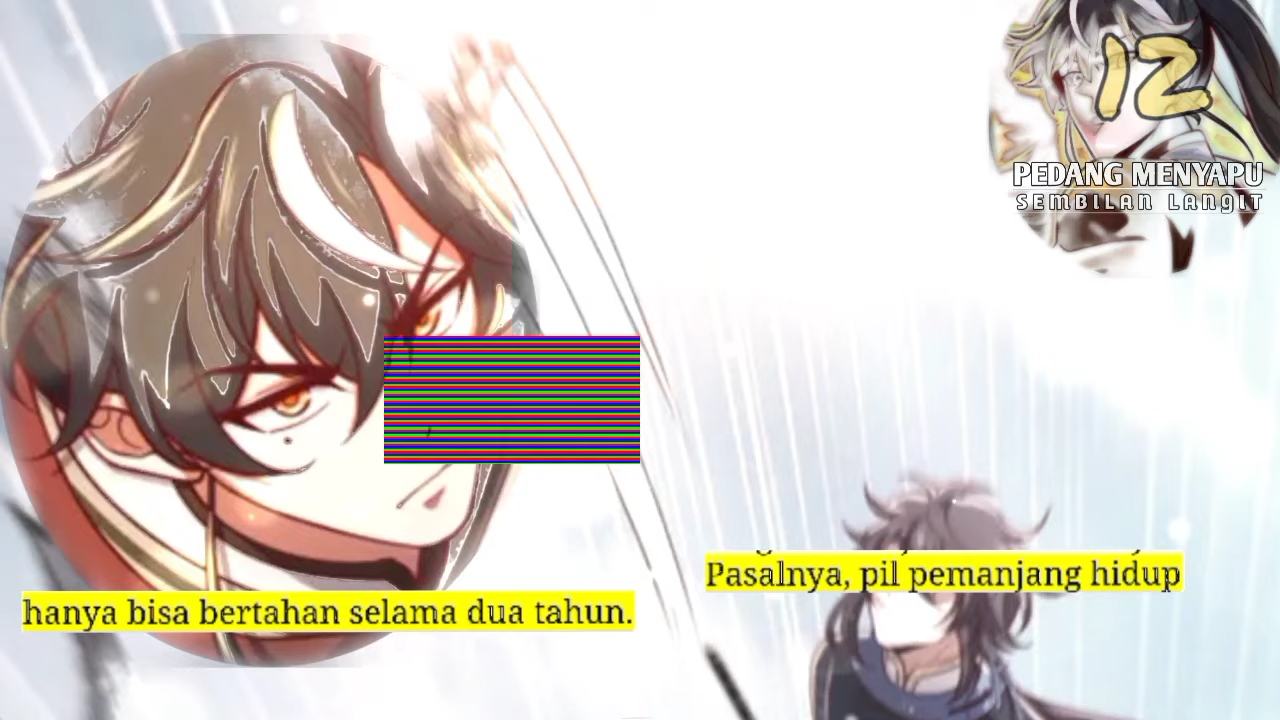 12
PEDANG MENYAPU
SEMBILAN LANGIT
Pasalnya, pil pemanjang hidup
hanya bisa bertahan selama dua tahun.